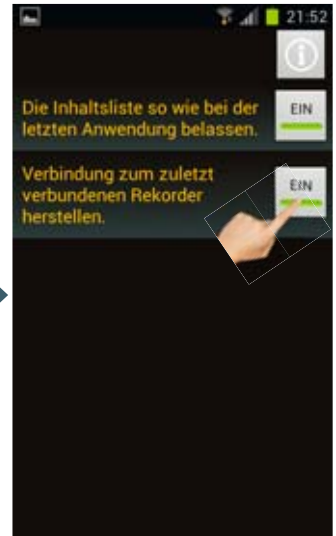 21:52
Die Inhaltsliste so wie bei der
letzten Anwendung belassen.
EIN
Verbindung zum zuletzt
verbundenen Rekorder
herstellen.
EIN